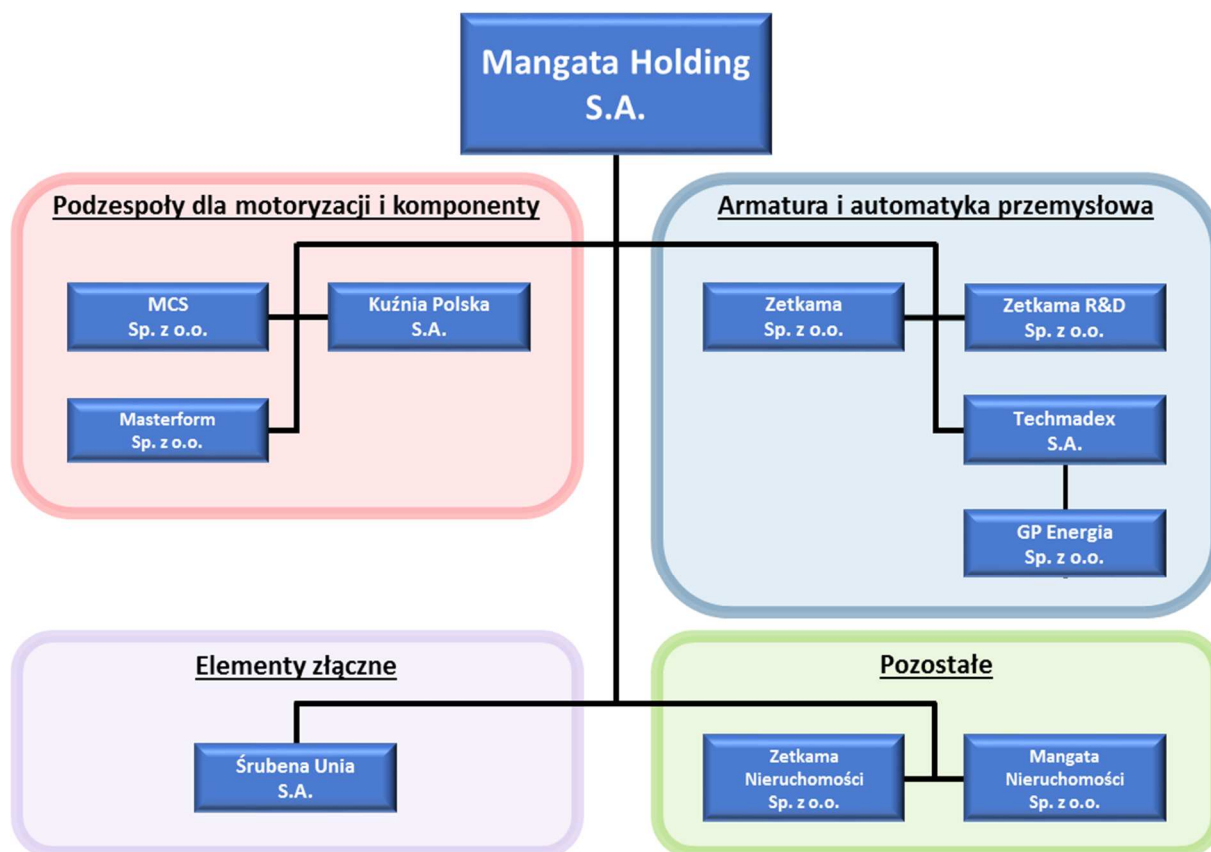 Mangata Holding
S.A.
Podzespoły dla motoryzacji i komponenty
MCS
Sp. z o.o.
Kuźnia Polska
S.A.
Masterform
Sp. z o.o.
Armatura i automatyka przemysłowa
Zetkama
Sp. z o.o.
Zetkama R&D
Sp. z o.o.
Techmadex
S.A.
GP Energia
Sp. z o.o.
Elementy złączne
Śrubena Unia
S.A.
Pozostałe
Zetkama
Nieruchomości
Sp. z o.o.
Mangata
Nieruchomości
Sp. z o.o.